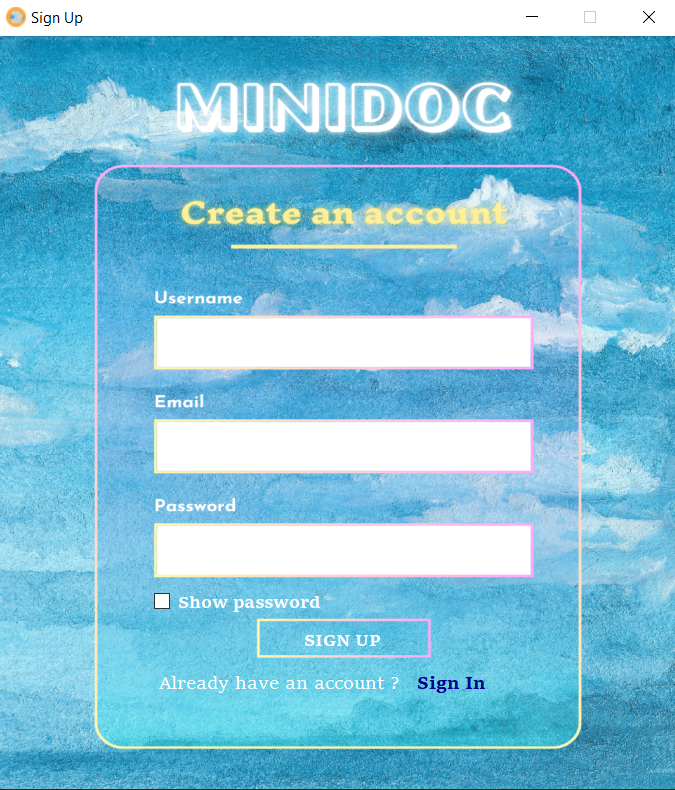 Sign Up
MINIDOC
Create an account
Username
Email
Password
Show password
SIGN UP
Already have an account ? Sign In